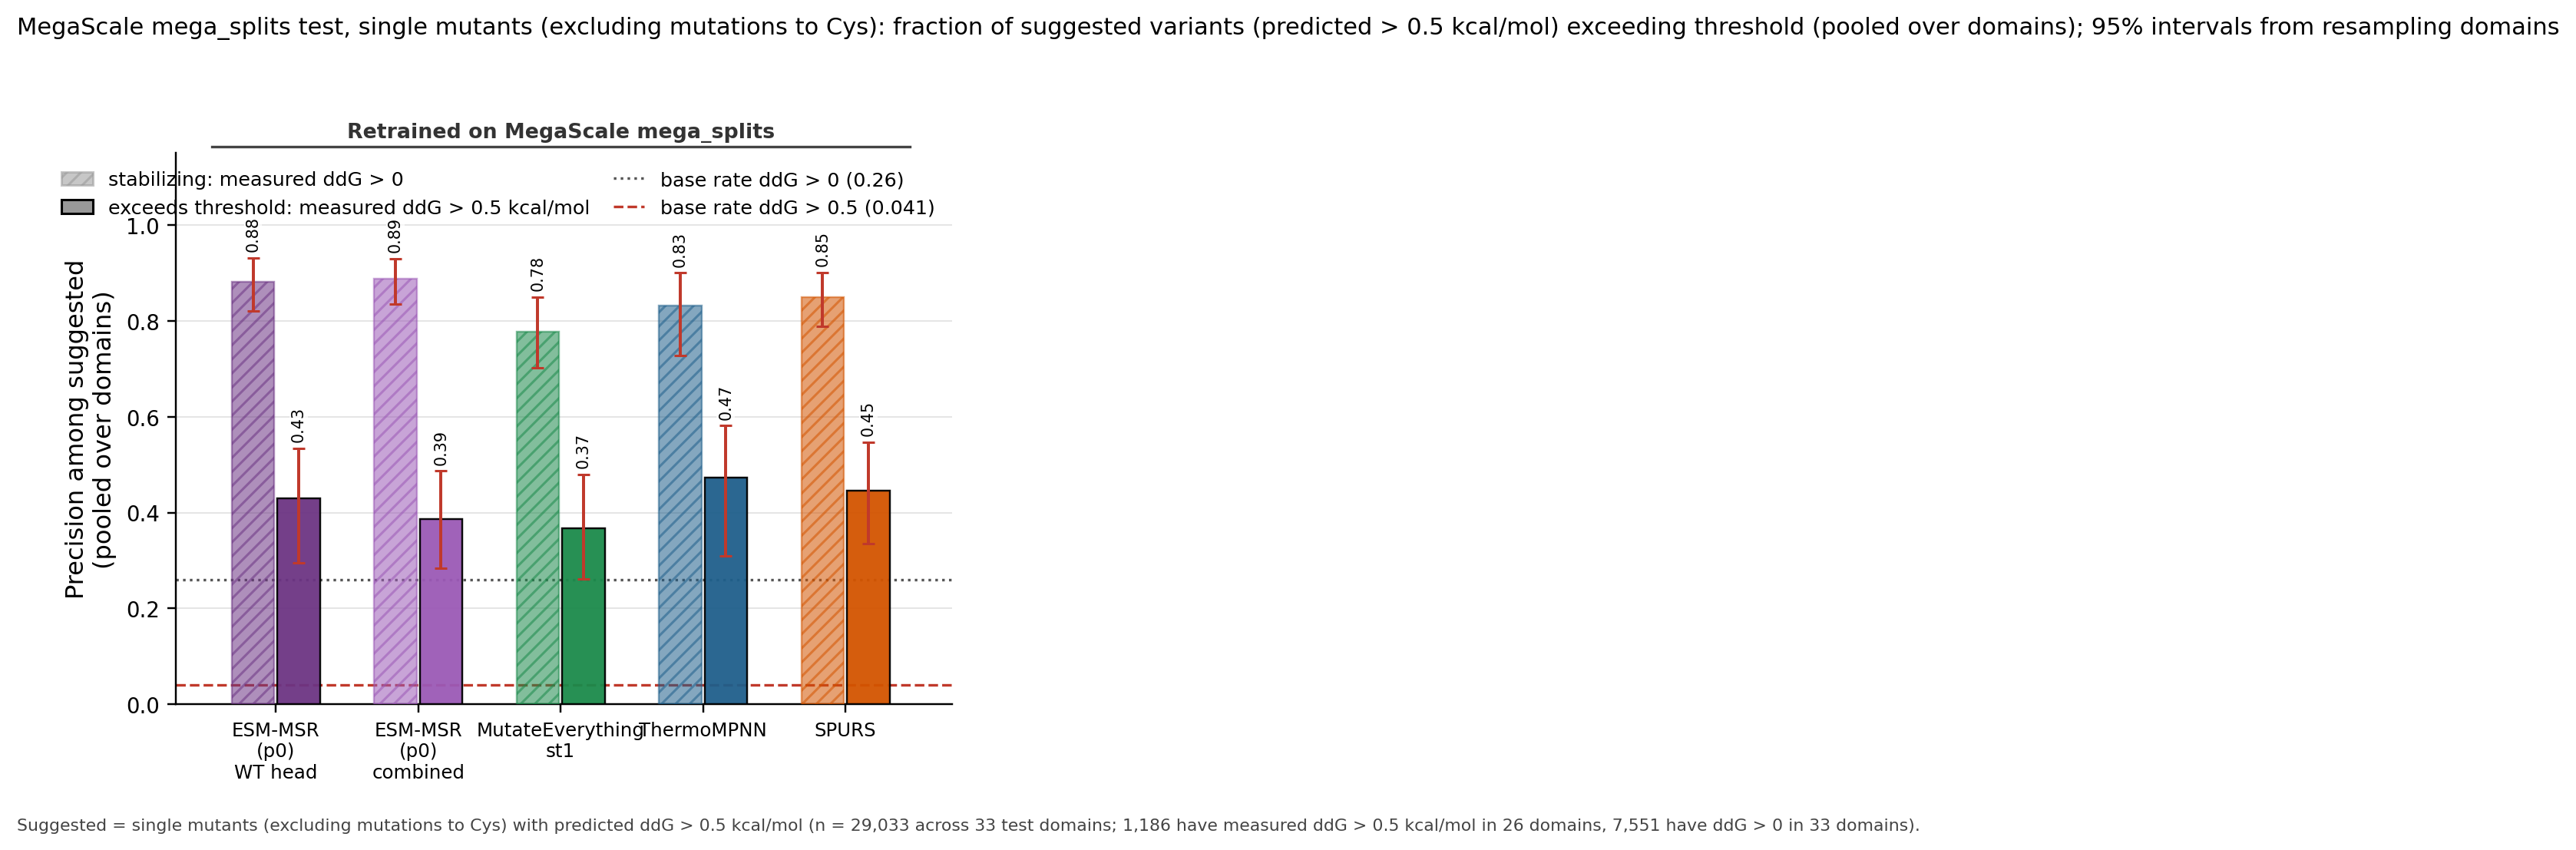 MegaScale mega_splits test, single mutants (excluding mutations to Cys): fraction of suggested variants (predicted > 0.5 kcal/mol) exceeding threshold (pooled over domains); 95% intervals from resampling domains
Retrained on MegaScale mega_splits
stabilizing: measured ddG > 0
exceeds threshold: measured ddG > 0.5 kcal/mol
base rate ddG > 0 (0.26)
base rate ddG > 0.5 (0.041)
Precision among suggested
(pooled over domains)
1.0
0.8
0.6
0.4
0.2
0.0
0.88
0.43
0.89
0.39
0.78
0.37
0.83
0.47
0.85
0.45
ESM-MSR
(p0)
WT head
ESM-MSR
(p0)
combined
MutateEverything
st1
ThermoMPNN
SPURS
Suggested = single mutants (excluding mutations to Cys) with predicted ddG > 0.5 kcal/mol (n = 29,033 across 33 test domains; 1,186 have measured ddG > 0.5 kcal/mol in 26 domains, 7,551 have ddG > 0 in 33 domains).